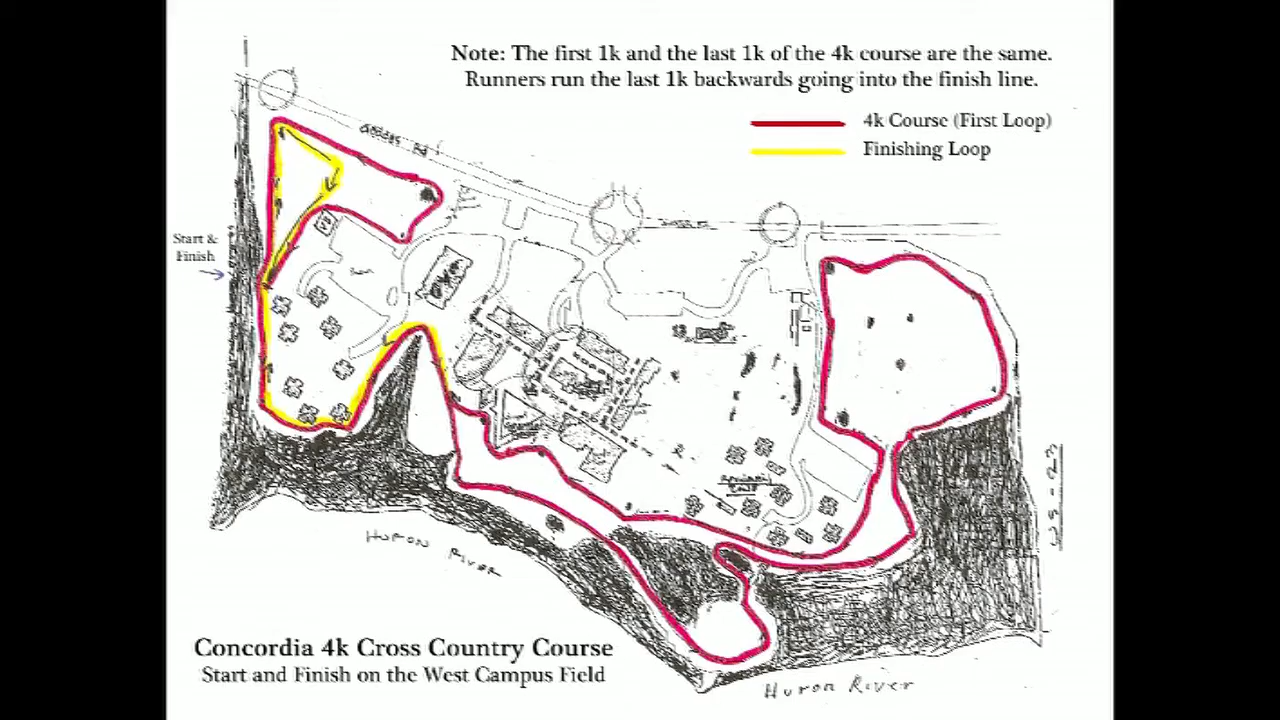 Note: The first 1k and the last 1k of the 4k course are the same.
Runners run the last 1k backwards going into the finish line.
4k Course (First Loop)
Finishing Loop
Start &
Finish
HURON RIVER
US-23
Concordia 4k Cross Country Course
Start and Finish on the West Campus Field
Huron River